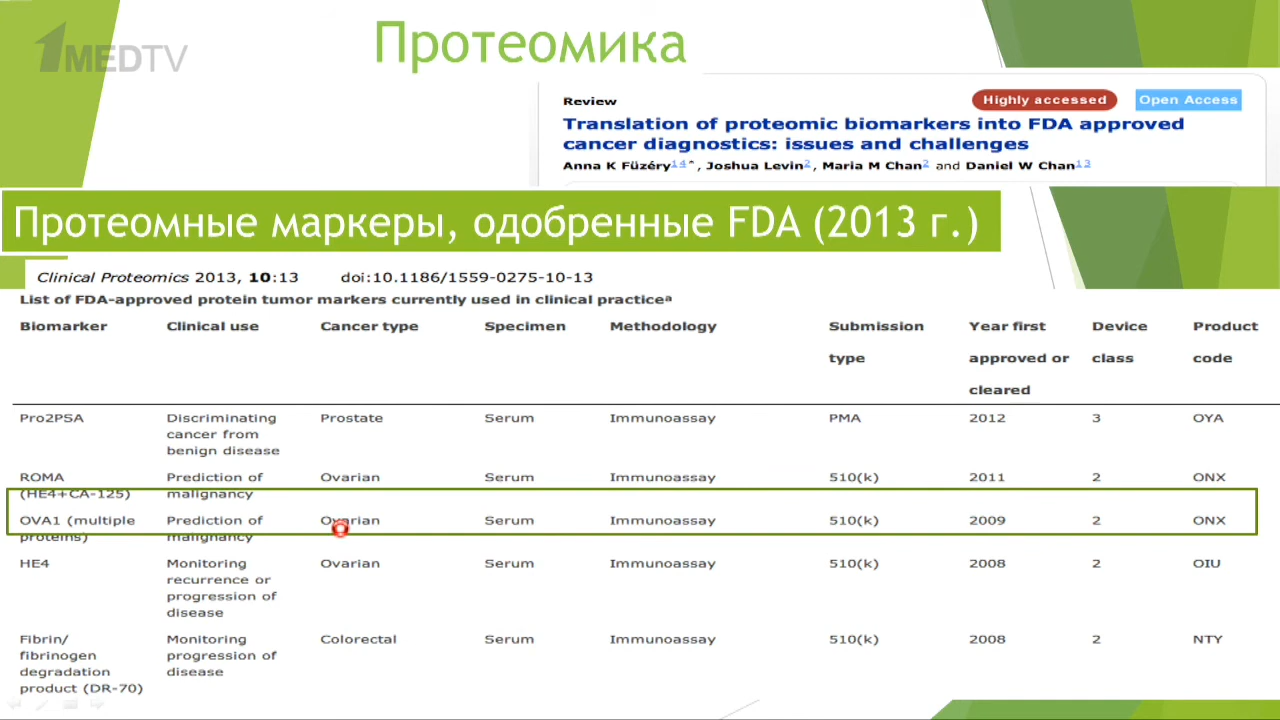 1MEDTV
Протеомика
Review
Highly accessed
Open Access
Translation of proteomic biomarkers into FDA approved
cancer diagnostics: issues and challenges
Anna K Füzéry14*, Joshua Levin2, Maria M Chan2 and Daniel W Chan13
Протеомные маркеры, одобренные FDA (2013 г.)
Clinical Proteomics 2013, 10:13 doi:10.1186/1559-0275-10-13
List of FDA-approved protein tumor markers currently used in clinical practicea
Biomarker Clinical use Cancer type Specimen Methodology Submission Year first Device Product
type approved or class code
cleared
Pro2PSA Discriminating Prostate Serum Immunoassay PMA 2012 3 OYA
cancer from
benign disease
ROMA Prediction of Ovarian Serum Immunoassay 510(k) 2011 2 ONX
(HE4+CA-125) malignancy
OVA1 (multiple Prediction of Ovarian Serum Immunoassay 510(k) 2009 2 ONX
proteins) malignancy
HE4 Monitoring Ovarian Serum Immunoassay 510(k) 2008 2 OIU
recurrence or
progression of
disease
Fibrin/ Monitoring Colorectal Serum Immunoassay 510(k) 2008 2 NTY
fibrinogen progression of
degradation disease
product (DR-70)